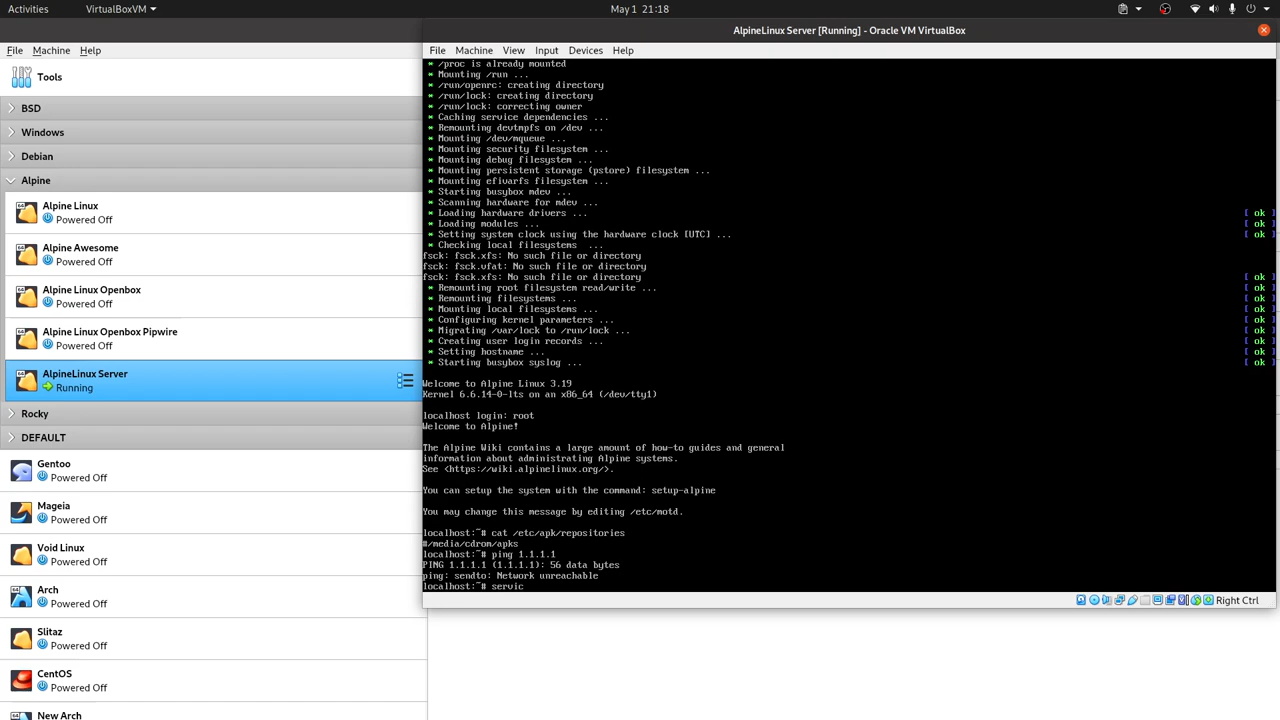 Activities
VirtualBoxVM
May 1 21:18
AlpineLinux Server [Running] - Oracle VM VirtualBox
File Machine Help
Tools
BSD
Windows
Debian
Alpine
Alpine Linux
Powered Off
Alpine Awesome
Powered Off
Alpine Linux Openbox
Powered Off
Alpine Linux Openbox Pipwire
Powered Off
AlpineLinux Server
Running
Rocky
DEFAULT
Gentoo
Powered Off
Mageia
Powered Off
Void Linux
Powered Off
Arch
Powered Off
Slitaz
Powered Off
CentOS
Powered Off
New Arch
File Machine View Input Devices Help
* /proc is already mounted
* Mounting /run ...
* /run/openrc: creating directory
* /run/lock: creating directory
* /run/lock: correcting owner
* Caching service dependencies ...
* Remounting devtmpfs on /dev ...
* Mounting /dev/mqueue ...
* Mounting security filesystem ...
* Mounting debug filesystem ...
* Mounting persistent storage (pstore) filesystem ...
* Mounting efivarfs filesystem ...
* Starting busybox mdev ...
* Scanning hardware for mdev ...
* Loading hardware drivers ... [ ok ]
* Loading modules ... [ ok ]
* Setting system clock using the hardware clock [UTC] ... [ ok ]
* Checking local filesystems ...
fsck: fsck.xfs: No such file or directory
fsck: fsck.vfat: No such file or directory
fsck: fsck.xfs: No such file or directory [ ok ]
* Remounting root filesystem read/write ... [ ok ]
* Remounting filesystems ... [ ok ]
* Mounting local filesystems ... [ ok ]
* Configuring kernel parameters ... [ ok ]
* Migrating /var/lock to /run/lock ... [ ok ]
* Creating user login records ... [ ok ]
* Setting hostname ... [ ok ]
* Starting busybox syslog ... [ ok ]
Welcome to Alpine Linux 3.19
Kernel 6.6.14-0-lts on an x86_64 (/dev/tty1)
localhost login: root
Welcome to Alpine!
The Alpine Wiki contains a large amount of how-to guides and general
information about administrating Alpine systems.
See <https://wiki.alpinelinux.org/>.
You can setup the system with the command: setup-alpine
You may change this message by editing /etc/motd.
localhost:~# cat /etc/apk/repositories
#/media/cdrom/apks
localhost:~# ping 1.1.1.1
PING 1.1.1.1 (1.1.1.1): 56 data bytes
ping: sendto: Network unreachable
localhost:~# servic
Right Ctrl